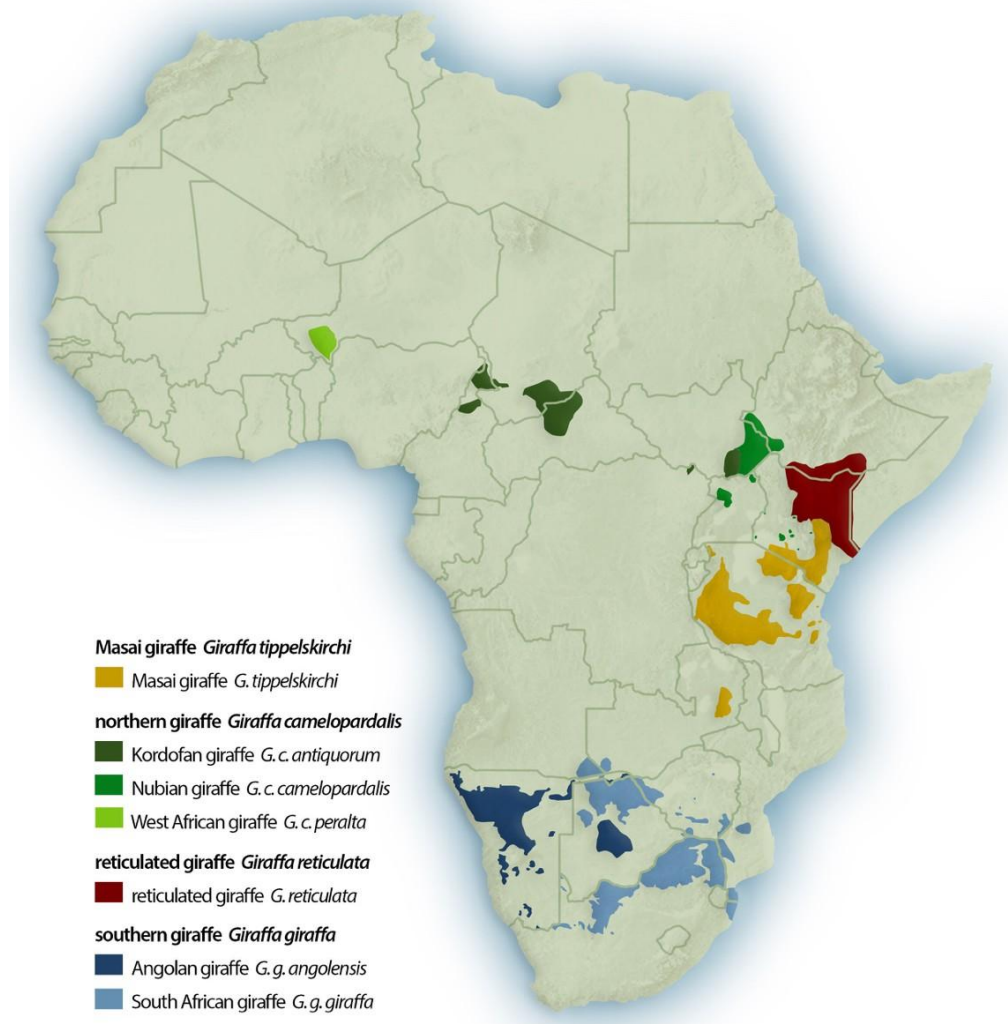 Masai giraffe Giraffa tippelskirchi
Masai giraffe G. tippelskirchi
northern giraffe Giraffa camelopardalis
Kordofan giraffe G. c. antiquorum
Nubian giraffe G. c. camelopardalis
West African giraffe G. c. peralta
reticulated giraffe Giraffa reticulata
reticulated giraffe G. reticulata
southern giraffe Giraffa giraffa
Angolan giraffe G. g. angolensis
South African giraffe G. g. giraffa